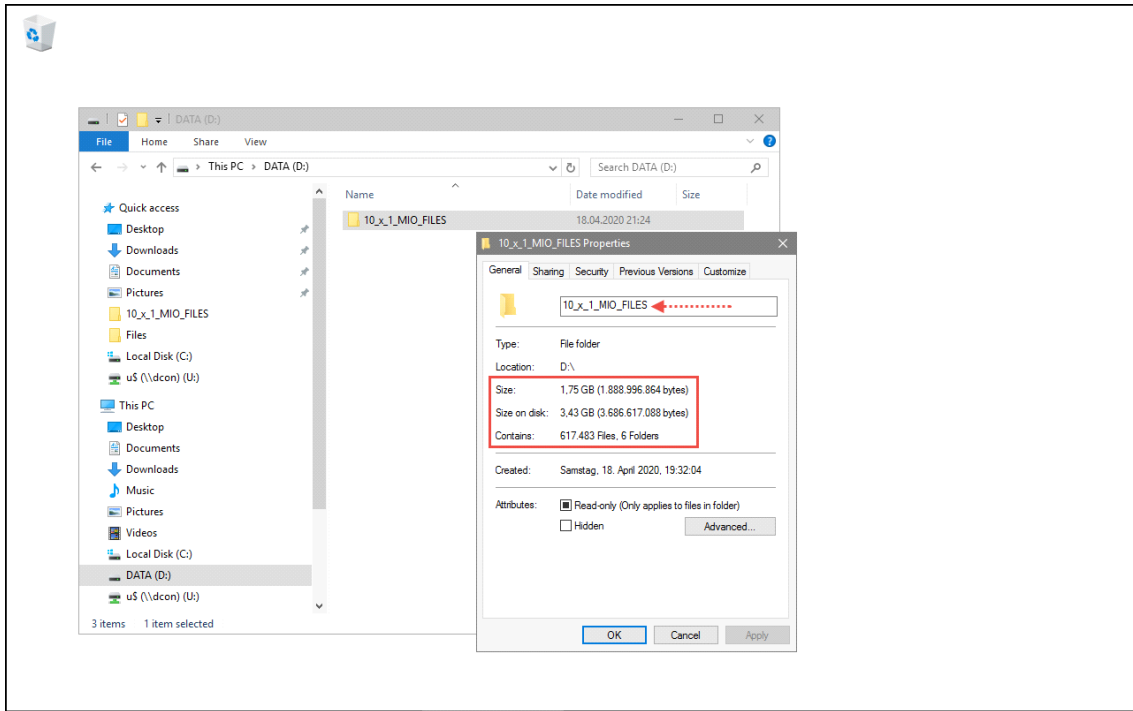 DATA (D:)
File Home Share View
This PC > DATA (D:) Search DATA (D:)
Name Date modified Size
Quick access
Desktop
Downloads
Documents
Pictures
10_x_1_MIO_FILES
Files
Local Disk (C:)
u$ (\\dcon) (U:)
This PC
Desktop
Documents
Downloads
Music
Pictures
Videos
Local Disk (C:)
DATA (D:)
u$ (\\dcon) (U:)
3 items 1 item selected
10_x_1_MIO_FILES 18.04.2020 21:24
10_x_1_MIO_FILES Properties
General Sharing Security Previous Versions Customize
10_x_1_MIO_FILES
Type: File folder
Location: D:\
Size: 1,75 GB (1.888.996.864 bytes)
Size on disk: 3,43 GB (3.686.617.088 bytes)
Contains: 617.483 Files, 6 Folders
Created: Samstag, 18. April 2020, 19:32:04
Attributes: Read-only (Only applies to files in folder)
Hidden Advanced...
OK Cancel Apply